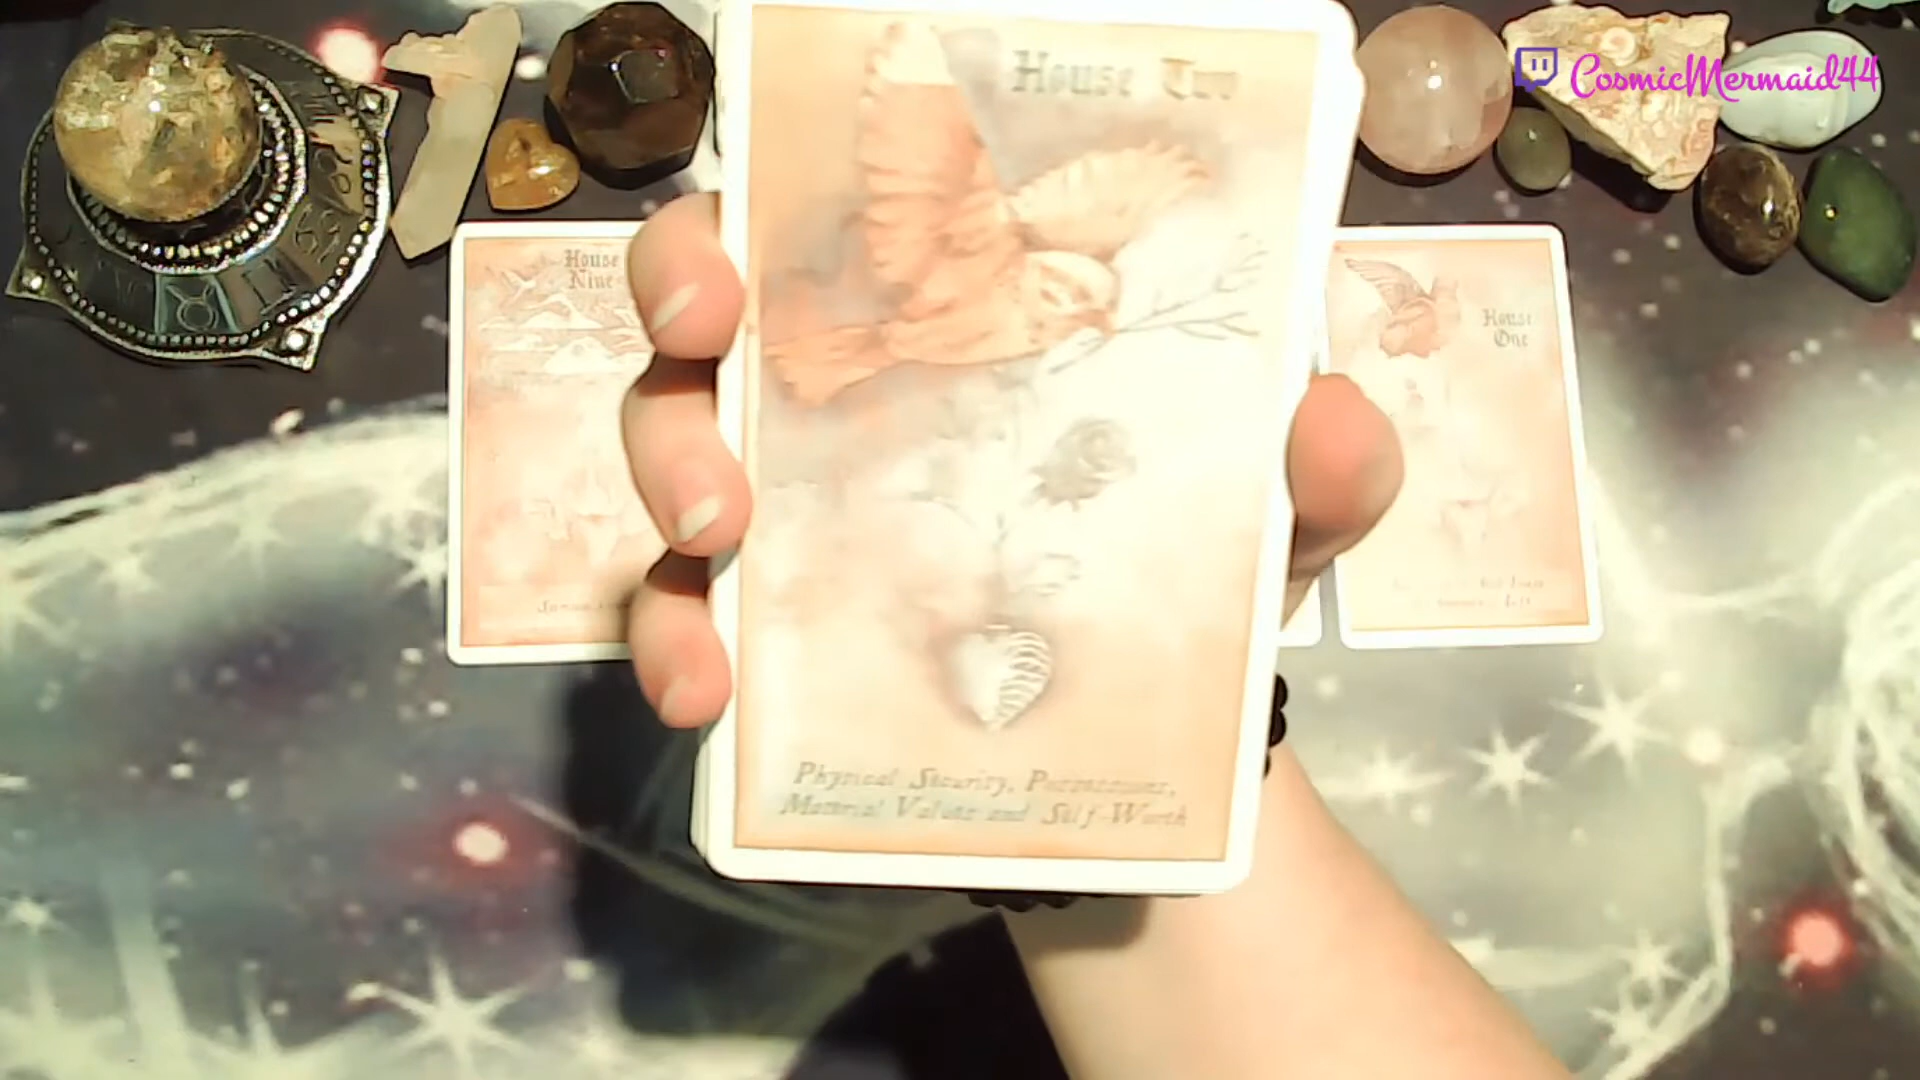 CosmicMermaid44
House Two
House
Nine
House
One
Physical Security, Possessions,
Material Values and Self-Worth